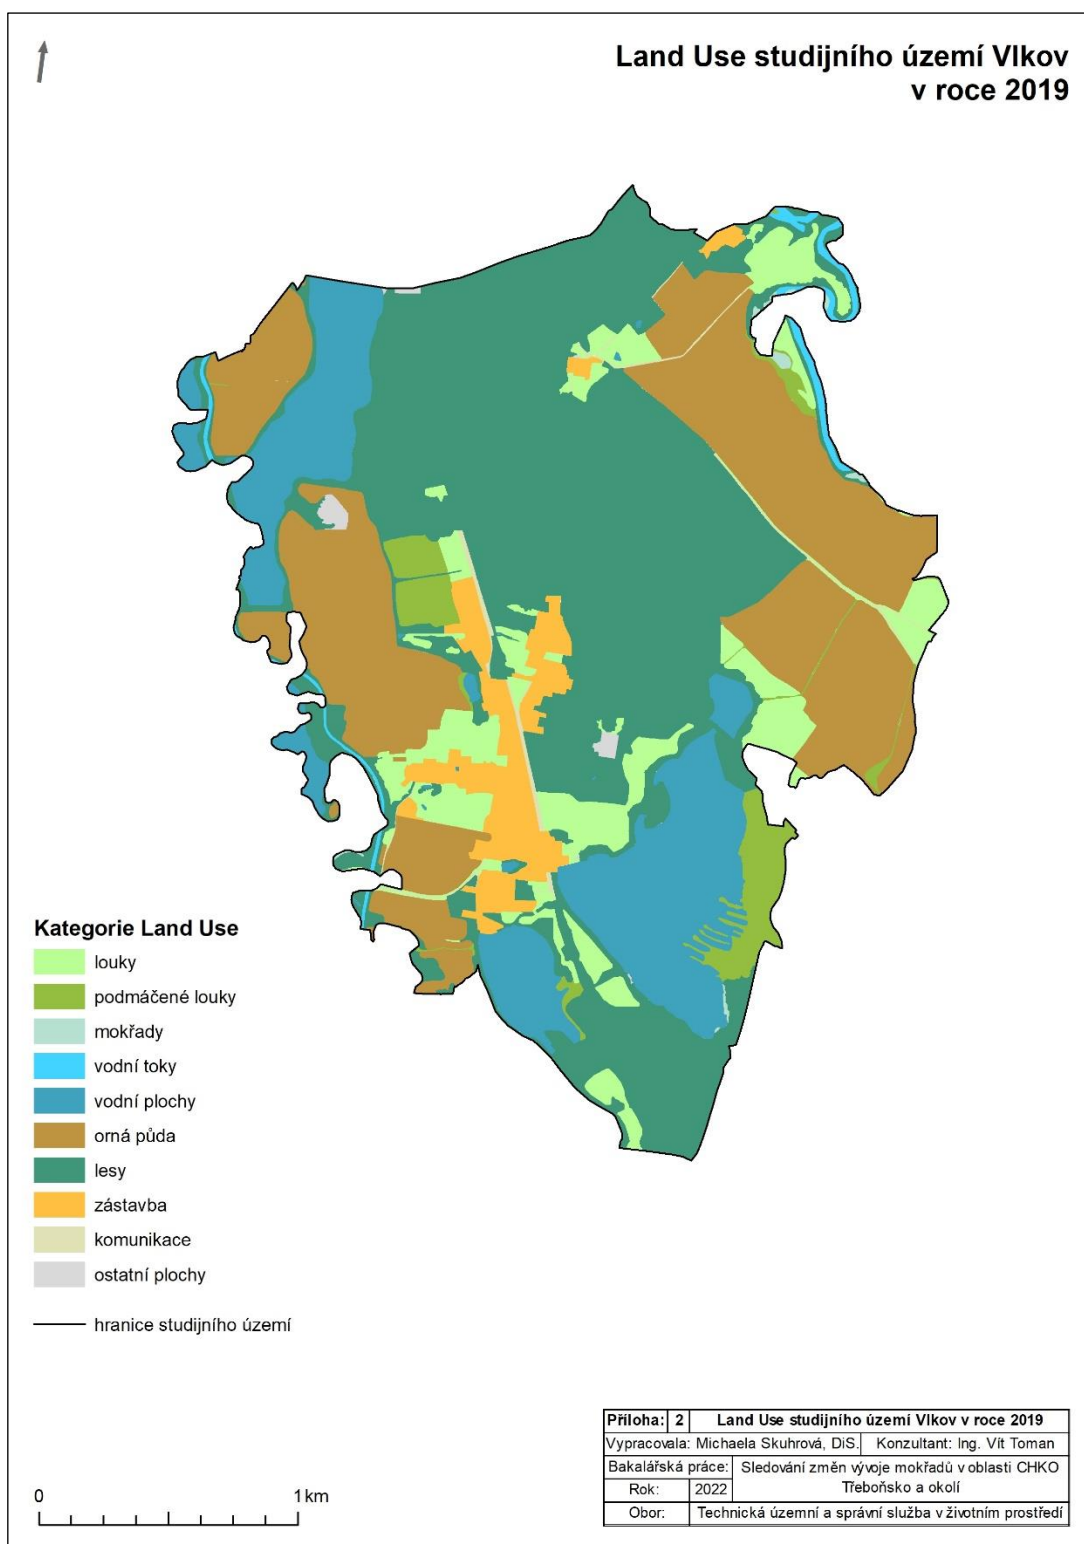 Land Use studijního území Vlkov
v roce 2019
Kategorie Land Use
louky
podmáčené louky
mokřady
vodní toky
vodní plochy
orná půda
lesy
zástavba
komunikace
ostatní plochy
hranice studijního území
0 1 km
Příloha: 2 Land Use studijního území Vlkov v roce 2019
Vypracovala: Michaela Skuhrová, DiS. Konzultant: Ing. Vít Toman
Bakalářská práce: Sledování změn vývoje mokřadů v oblasti CHKO
Třeboňsko a okolí
Rok: 2022
Obor: Technická územní a správní služba v životním prostředí